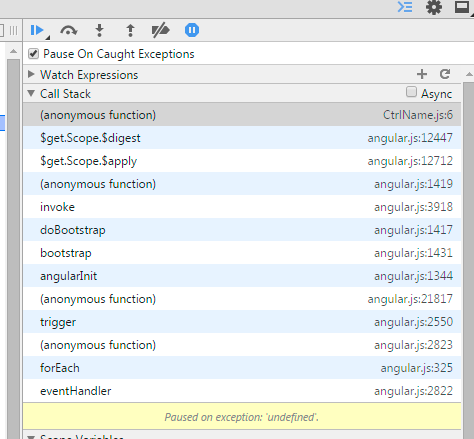 Pause On Caught Exceptions
Watch Expressions
Call Stack Async
(anonymous function) CtrlName.js:6
$get.Scope.$digest angular.js:12447
$get.Scope.$apply angular.js:12712
(anonymous function) angular.js:1419
invoke angular.js:3918
doBootstrap angular.js:1417
bootstrap angular.js:1431
angularInit angular.js:1344
(anonymous function) angular.js:21817
trigger angular.js:2550
(anonymous function) angular.js:2823
forEach angular.js:325
eventHandler angular.js:2822
Paused on exception: 'undefined'.
Scope Variables